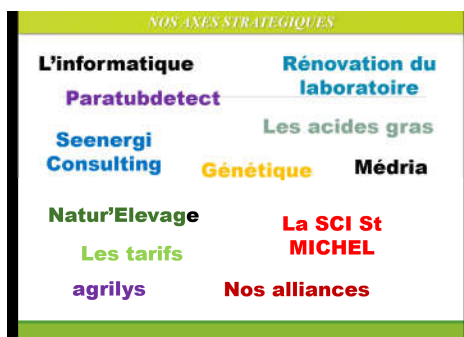 NOS AXES STRATEGIQUES
L'informatique
Rénovation du
laboratoire
Paratubdetect
Les acides gras
Seenergi
Consulting
Génétique
Médria
Natur'Elevage
La SCI St
MICHEL
Les tarifs
agrilys
Nos alliances